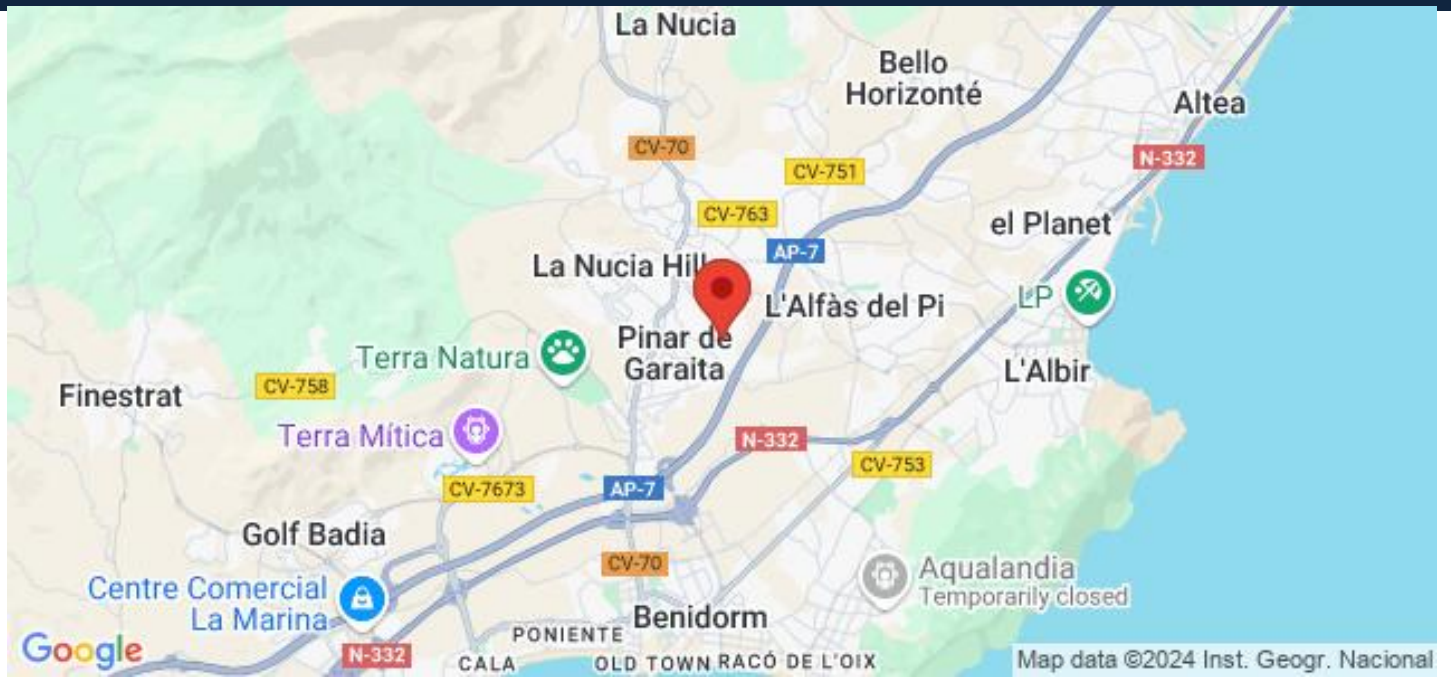 La Nucia
Bello
Horizonté
Altea
CV-70
N-332
CV-751
CV-763
el Planet
AP-7
La Nucia Hill
LP
L'Alfàs del Pi
Pinar de
Garaita
Terra Natura
L'Albir
CV-758
Finestrat
Terra Mítica
N-332
CV-753
CV-7673
AP-7
Golf Badia
CV-70
Aqualandia
Temporarily closed
Centre Comercial
La Marina
Benidorm
PONIENTE
Google
N-332
CALA
OLD TOWN
RACÓ DE L'OIX
Map data ©2024 Inst. Geogr. Nacional